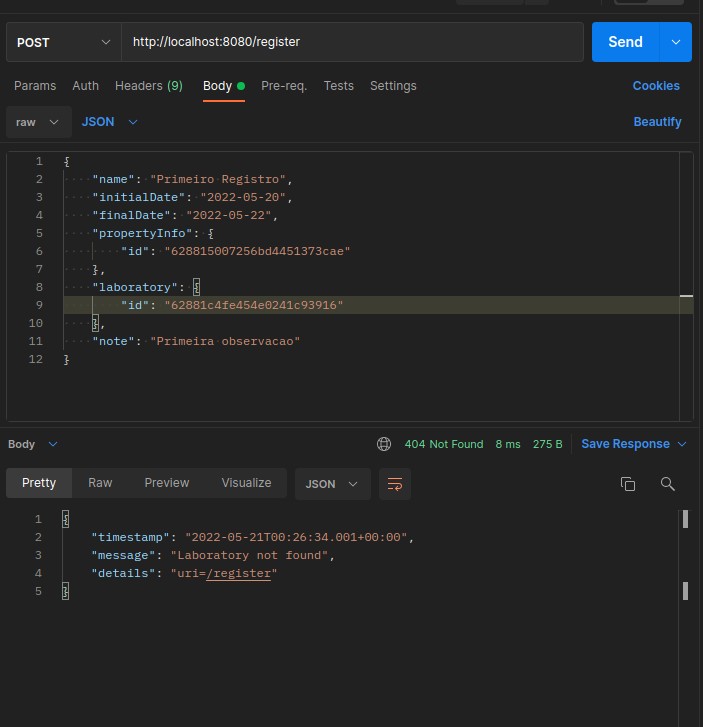 POST http://localhost:8080/register Send
Params Auth Headers (9) Body Pre-req. Tests Settings Cookies
raw JSON Beautify
1 {
2 "name": "Primeiro Registro",
3 "initialDate": "2022-05-20",
4 "finalDate": "2022-05-22",
5 "propertyInfo": {
6 "id": "628815007256bd4451373cae"
7 },
8 "laboratory": {
9 "id": "62881c4fe454e0241c93916"
10 },
11 "note": "Primeira observacao"
12 }
Body 404 Not Found 8 ms 275 B Save Response
Pretty Raw Preview Visualize JSON
1 {
2 "timestamp": "2022-05-21T00:26:34.001+00:00",
3 "message": "Laboratory not found",
4 "details": "uri=/register"
5 }